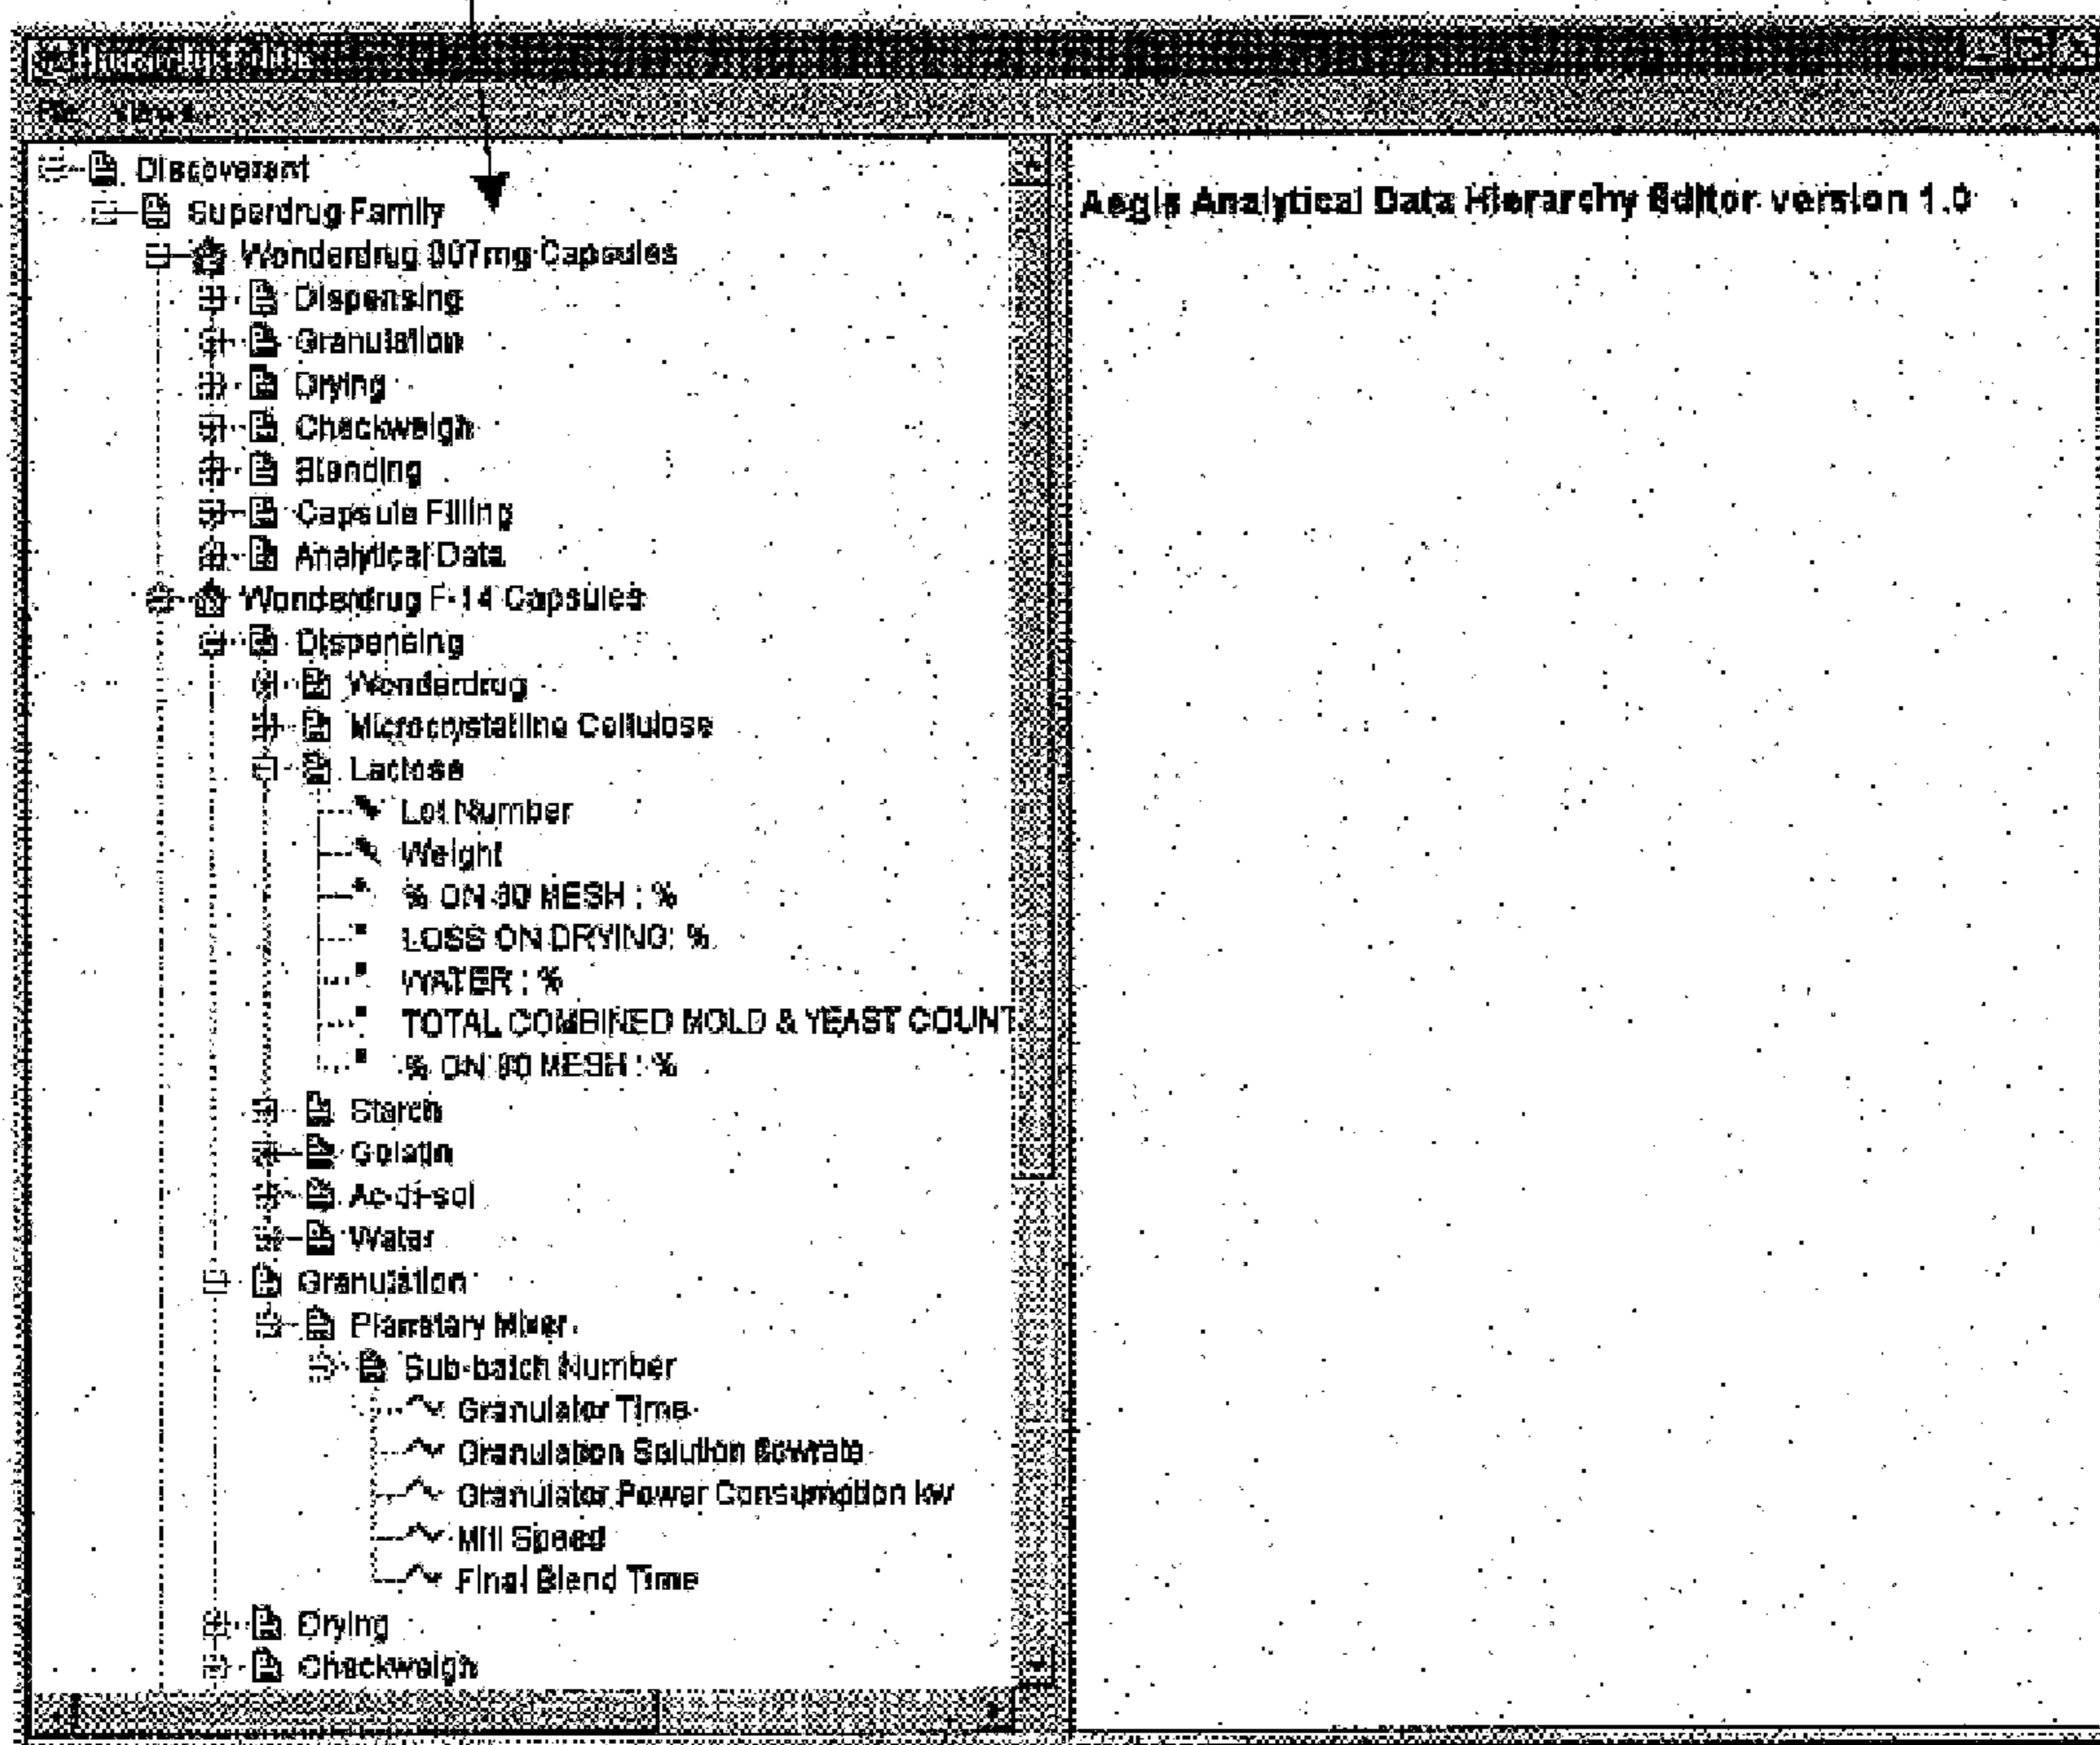 Hierarchy Editor
File Views
Discoverant
Superdrug Family
Wonderdrug 007mg Capsules
Dispensing
Granulation
Drying
Checkweigh
Blending
Capsule Filling
Analytical Data
Wonderdrug F-14 Capsules
Dispensing
Wonderdrug
Microcrystalline Cellulose
Lactose
Lot Number
Weight
% ON 80 MESH : %
LOSS ON DRYING: %
WATER : %
TOTAL COMBINED MOLD & YEAST COUNT
% ON MESH : %
Starch
Gelatin
Ac-di-sol
Water
Granulation
Planetary Mixer
Sub-batch Number
Granulator Time
Granulation Solution flowrate
Granulator Power Consumption kw
Mill Speed
Final Blend Time
Drying
Checkweigh
Aegis Analytical Data Hierarchy Editor version 1.0